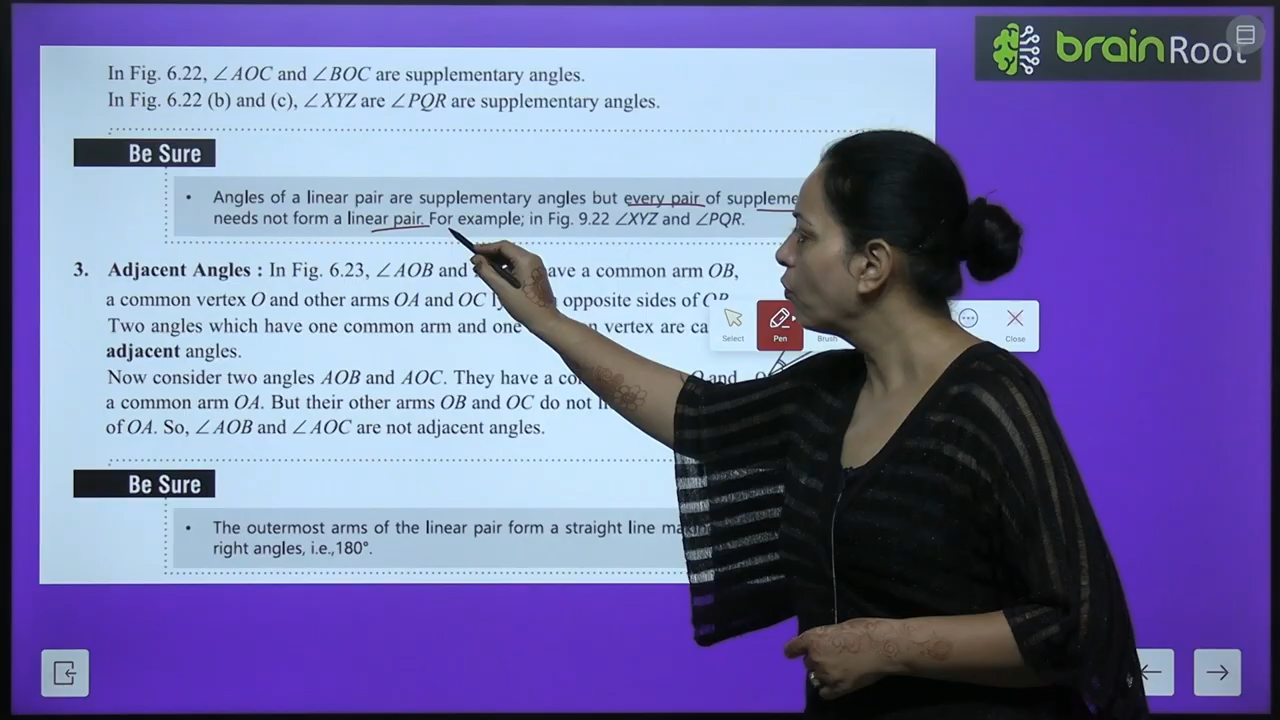 brainRoot
In Fig. 6.22, ∠AOC and ∠BOC are supplementary angles.
In Fig. 6.22 (b) and (c), ∠XYZ are ∠PQR are supplementary angles.
Be Sure
• Angles of a linear pair are supplementary angles but every pair of suppleme
needs not form a linear pair. For example; in Fig. 9.22 ∠XYZ and ∠PQR.
3. Adjacent Angles : In Fig. 6.23, ∠AOB and ave a common arm OB,
a common vertex O and other arms OA and OC opposite sides of
Two angles which have one common arm and one vertex are ca
adjacent angles.
Now consider two angles AOB and AOC. They have a and
a common arm OA. But their other arms OB and OC do not
of OA. So, ∠AOB and ∠AOC are not adjacent angles.
Select Pen Brush Close
Be Sure
• The outermost arms of the linear pair form a straight line
right angles, i.e.,180°.